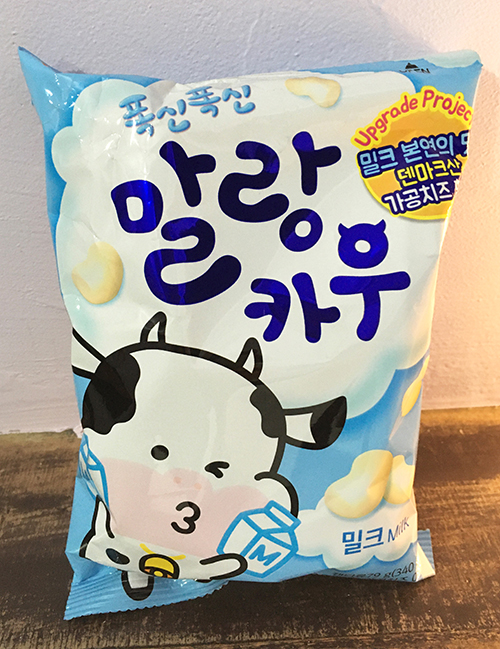 폭신폭신
말랑
카우
Upgrade Project
밀크 본연의
덴마크산
가공치즈
밀크 Milk
M